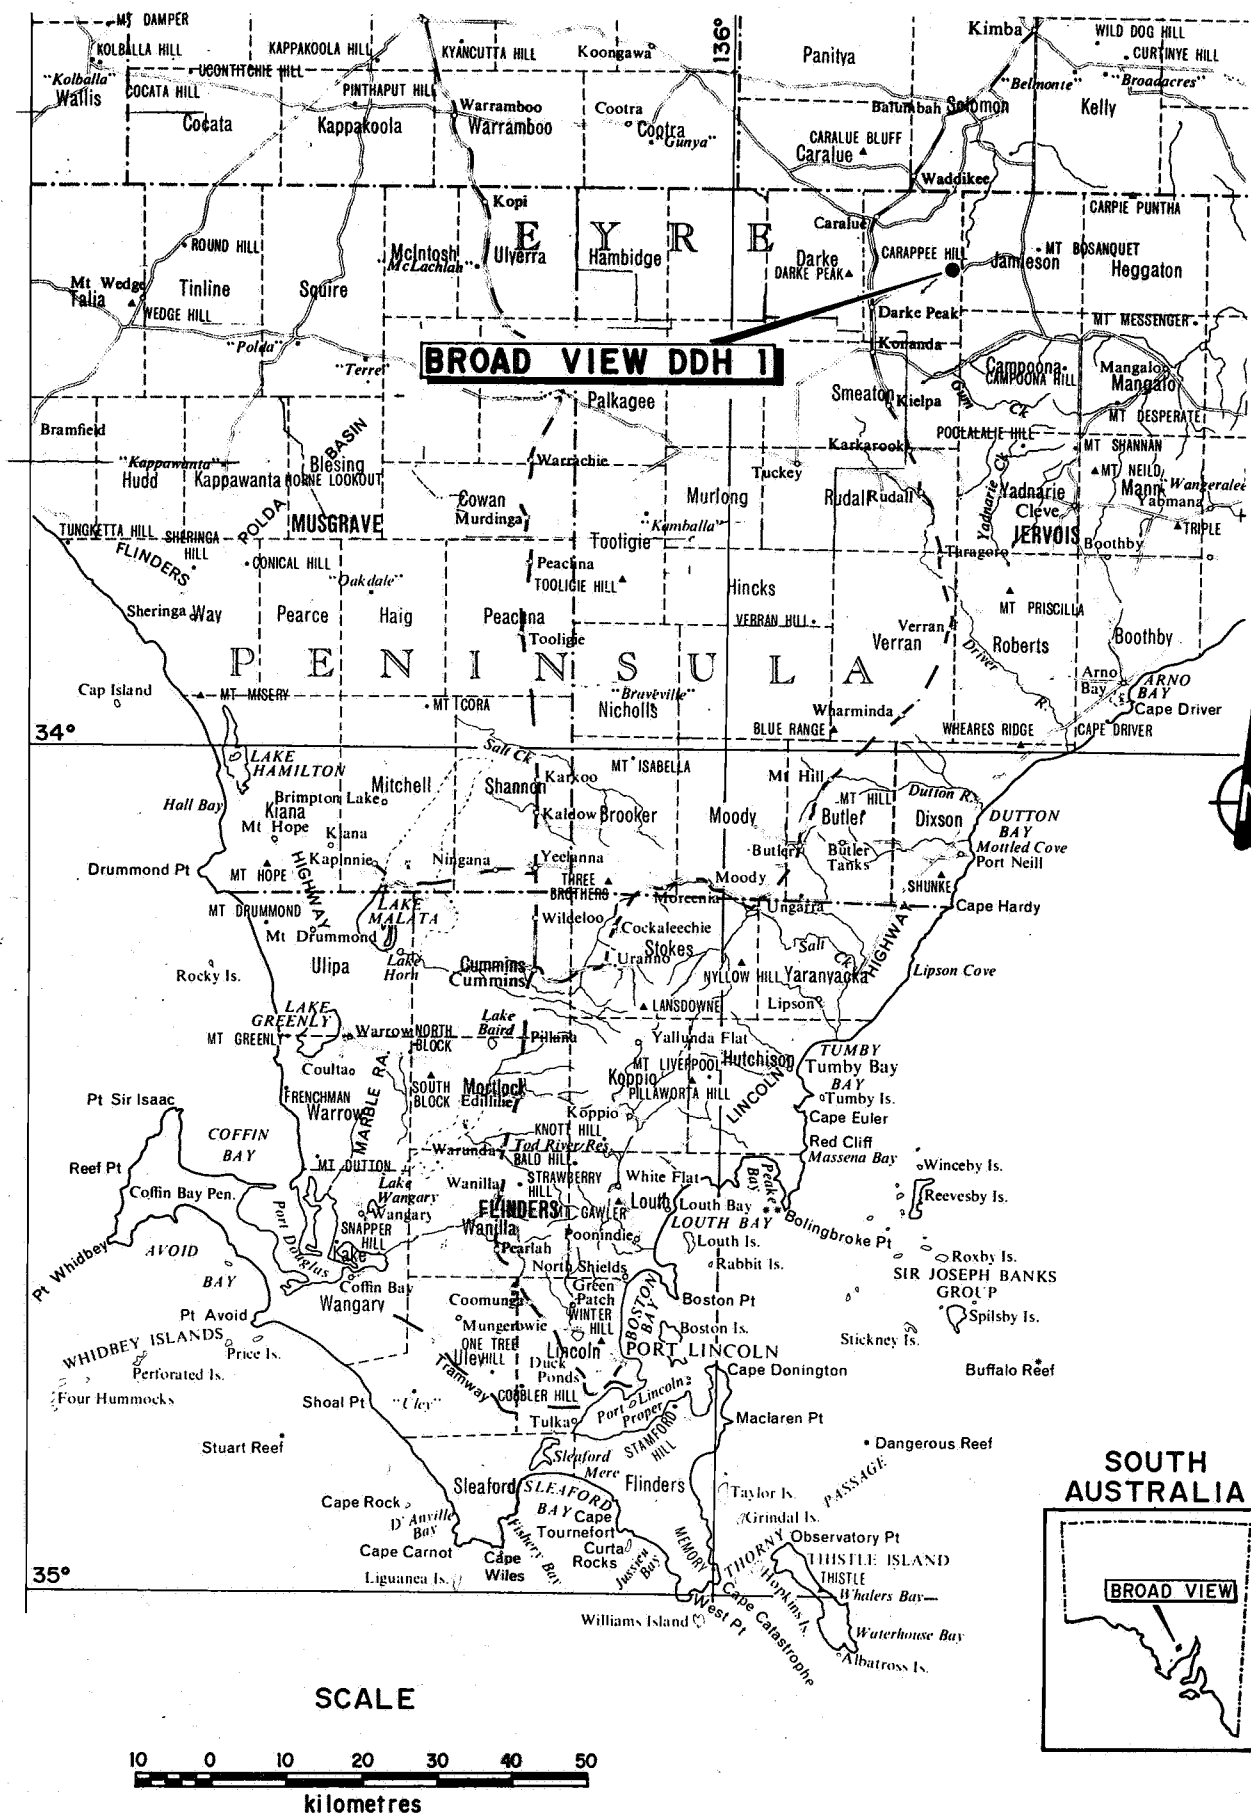 MT DAMPER
136°
Kimba
WILD DOG HILL
KOLBALLA HILL
KAPPAKOOLA HILL
KYANCUTTA HILL
Koongawa
Panitya
CURTINYE HILL
UCONTITCHIE HILL
"Kolballa"
"Belmonte"
"Broadacres"
Wallis
COCATA HILL
PINTHAPUT HILL
Warramboo
Cootra
Balumbah
Solomon
Kelly
Cocata
Kappakoola
Warramboo
Cootra
"Gunya"
CARALUE BLUFF
Caralue
Waddikee
Kopi
CARPIE PUNTHA
Caralue
EYRE
ROUND HILL
McIntosh
"McLachlan"
Ulyerra
Hambidge
Darke
CARAPPEE HILL
MT BOSANQUET
Jamieson
Heggaton
DARKE PEAK
Mt Wedge
Talia
Tinline
Squire
WEDGE HILL
Darke Peak
MT MESSENGER
"Polda"
Konanda
"Terre"
BROAD VIEW DDH 1
Campoona
CAMPOONA HILL
Mangalo
Mangalo
Palkagee
Smeaton
Kielpa
Gum Ck
MT DESPERATE
Bramfield
Karkarook
POOLALALIE HILL
MT SHANNAN
"Kappawanta"
Hudd
Kappawanta
Blesing
HORNE LOOKOUT
POLDA BASIN
Warrachie
Tuckey
MT NEILD
Mann
"Wangeralee
Cowan
Murdinga
Murlong
Rudall
Rudall
Yadnarie Ck
Yadnarie
Cleve
Yabmana
MUSGRAVE
"Kamballa"
JERVOIS
TRIPLE
TUNGKETTA HILL
SHERINGA HILL
FLINDERS
Tooligie
Taragoro
Boothby
CONICAL HILL
"Oakdale"
Peachna
TOOLIGIE HILL
Hincks
MT PRISCILLA
Sheringa
Way
Pearce
Haig
Peachna
VERRAN HILL
Verran
Verran
Roberts
Boothby
Tooligie
PENINSULA
Driver R.
Cap Island
MT MISERY
MT ICORA
"Braveville"
Nicholls
Arno Bay
ARNO BAY
Cape Driver
Wharminda
34°
BLUE RANGE
WHEARES RIDGE
CAPE DRIVER
LAKE HAMILTON
Salt Ck
MT ISABELLA
Mitchell
Shannon
Karkoo
Mt Hill
Hall Bay
Brimpton Lake
Kiana
MT HILL
Dutton R.
DUTTON BAY
Mt Hope
Kiana
Kaldow
Brooker
Moody
Butler
Dixson
Mottled Cove
Port Neill
Kapinnie
Ningana
Yeelanna
Butler
Butler Tanks
Drummond Pt
MT HOPE
HIGHWAY
THREE BROTHERS
Moody
SHUNKE
LAKE MALATA
Moreenia
Ungarra
Cape Hardy
MT DRUMMOND
Mt Drummond
Wildeloo
Cockaleechie
Stokes
Salt Ck
HIGHWAY
Rocky Is.
Ulipa
Lake Horn
Cummins
Cummins
Uranno
NYLLOW HILL
Yaranyacka
Lipson Cove
LAKE GREENLY
LANSDOWNE
Lipson
MT GREENLY
Warrow
NORTH BLOCK
Lake Baird
Pillana
Yallunda Flat
TUMBY BAY
Coulta
MT LIVERPOOL
Hutchison
Tumby Bay
FRENCHMAN
Warrow
MARBLE RA.
SOUTH BLOCK
Mortlock
Edillilie
Koppio
PILLAWORTA HILL
LINCOLN
Tumby Is.
Pt Sir Isaac
Koppio
Cape Euler
COFFIN BAY
KNOTT HILL
Tod River Res.
Red Cliff
Massena Bay
Reef Pt
MT DUTTON
Warunda
BALD HILL
Winceby Is.
Coffin Bay Pen.
Lake Wangary
Wangary
Wanilla
STRAWBERRY HILL
White Flat
Peake Bay
Reevesby Is.
Port Douglas
SNAPPER HILL
FLINDERS
MT GAWLER
Louth
Louth Bay
LOUTH BAY
Wanilla
Poonindie
Louth Is.
Bolingbroke Pt
AVOID BAY
Kake
Pearlah
Roxby Is.
Pt Whidbey
Coffin Bay
North Shields
Rabbit Is.
SIR JOSEPH BANKS GROUP
Wangary
Coomunga
Green Patch
BOSTON BAY
Boston Pt
Spilsby Is.
Pt Avoid
Mungerowie
WINTER HILL
Boston Is.
Stickney Is.
WHIDBEY ISLANDS
Price Is.
ONE TREE HILL
Uley
Lincoln
PORT LINCOLN
Perforated Is.
Tramway
Duck Ponds
Cape Donington
Buffalo Reef
Four Hummocks
Shoal Pt
"Uley"
COBBLER HILL
Port Lincoln Proper
Tulka
STAMFORD HILL
Maclaren Pt
Stuart Reef
Sleaford Mere
Dangerous Reef
Sleaford
SLEAFORD BAY
Flinders
PASSAGE
SOUTH AUSTRALIA
Cape Rock
D'Anville Bay
Cape Tournefort
Taylor Is.
Grindal Is.
Cape Carnot
Cape Wiles
Fishery Bay
Curta Rocks
Jussieu Bay
MEMORY
THORNY
Observatory Pt
THISTLE ISLAND
35°
Liguanea Is.
THISTLE
Hopkins Is.
Whalers Bay
BROAD VIEW
Williams Island
West Pt
Cape Catastrophe
Waterhouse Bay
Albatross Is.
SCALE
10 0 10 20 30 40 50
kilometres